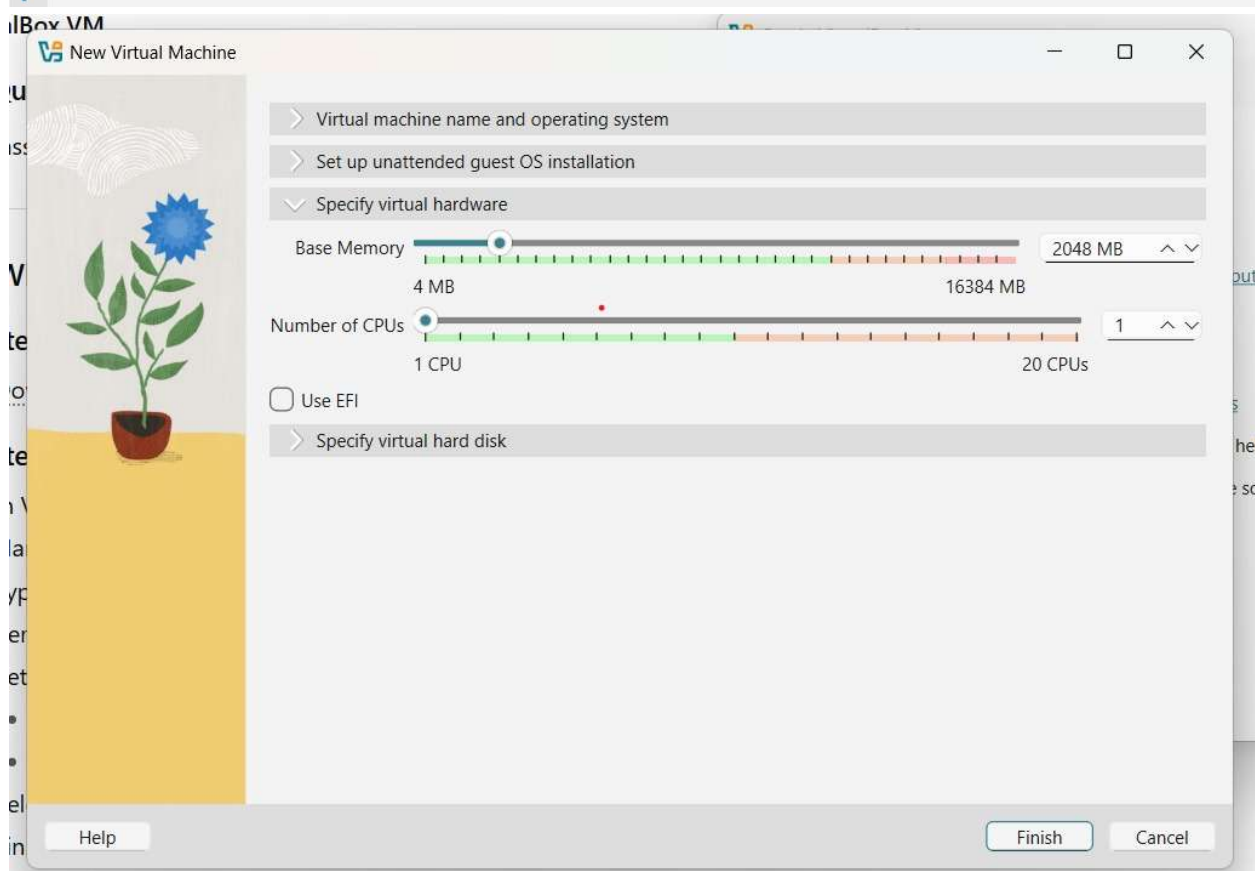 VM
New Virtual Machine
Virtual machine name and operating system
Set up unattended guest OS installation
Specify virtual hardware
Base Memory 2048 MB
4 MB 16384 MB
Number of CPUs 1
1 CPU 20 CPUs
Use EFI
Specify virtual hard disk
Help Finish Cancel